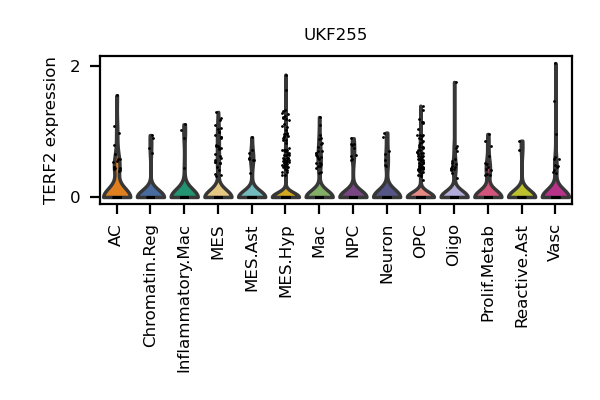 UKF255
TERF2 expression
2
0
AC
Chromatin.Reg
Inflammatory.Mac
MES
MES.Ast
MES.Hyp
Mac
NPC
Neuron
OPC
Oligo
Prolif.Metab
Reactive.Ast
Vasc